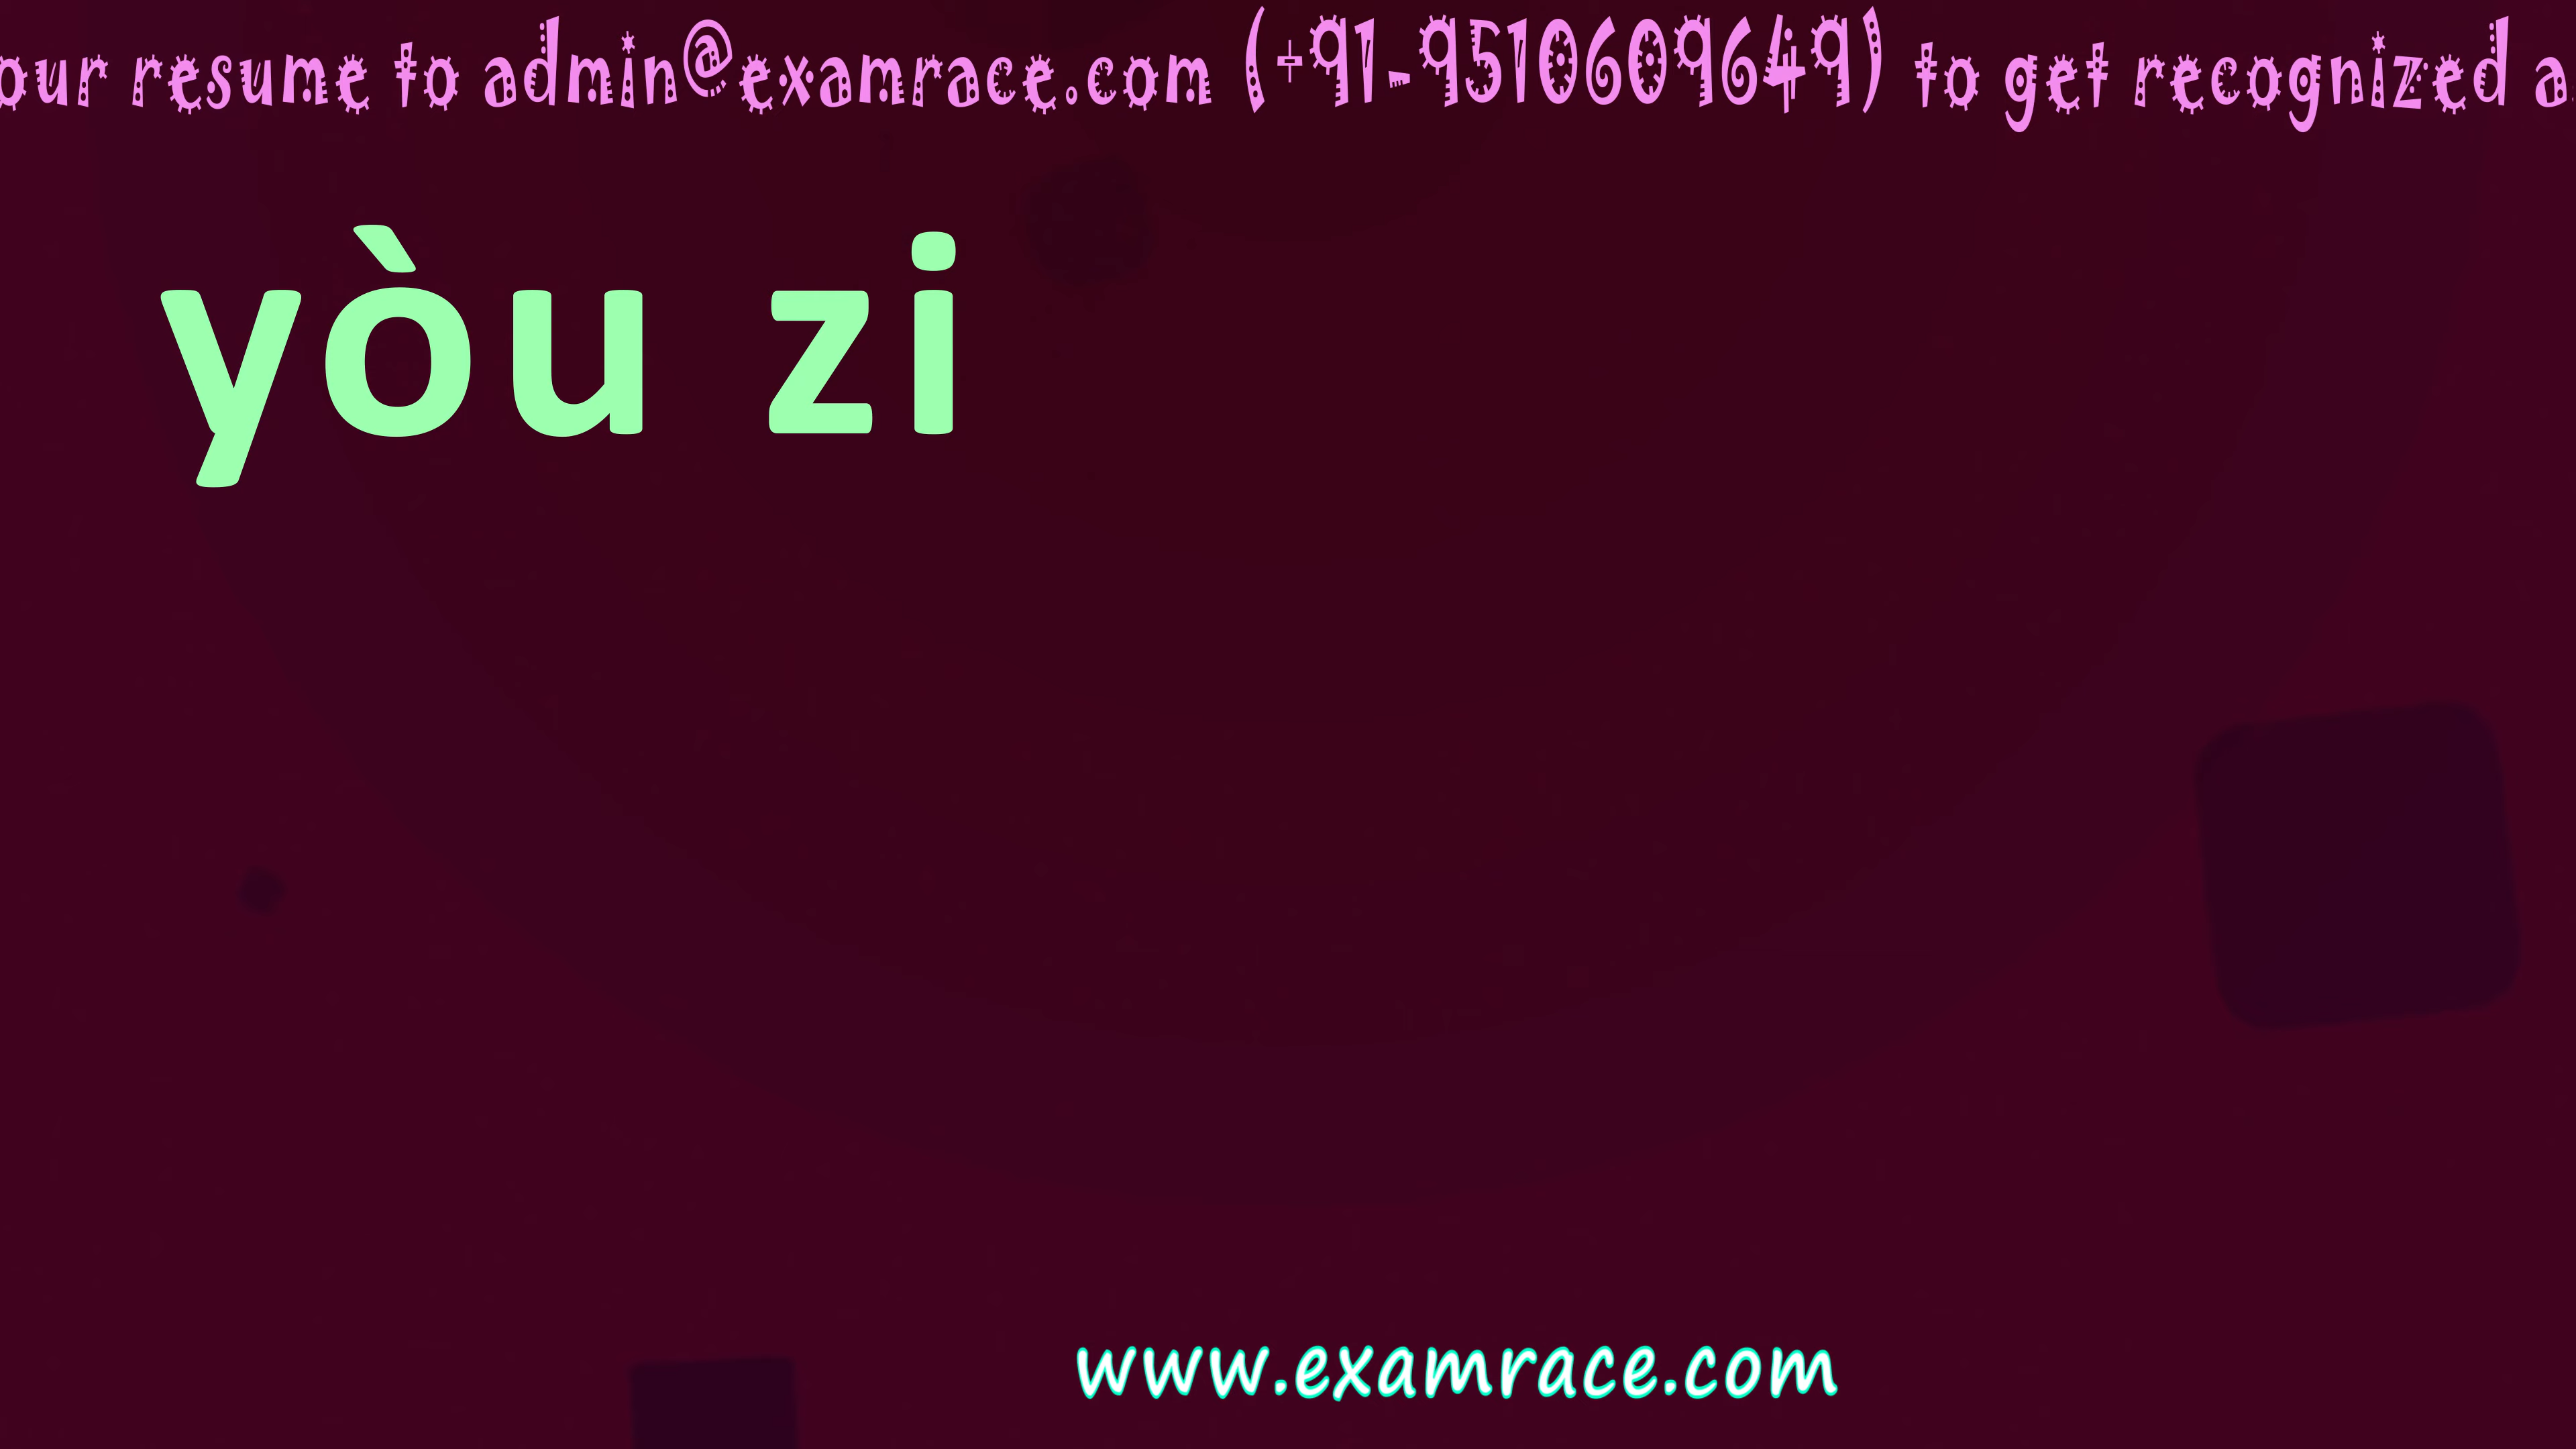 our resume to admin@examrace.com (+91-9510609649) to get recognized a
yòu zi
www.examrace.com